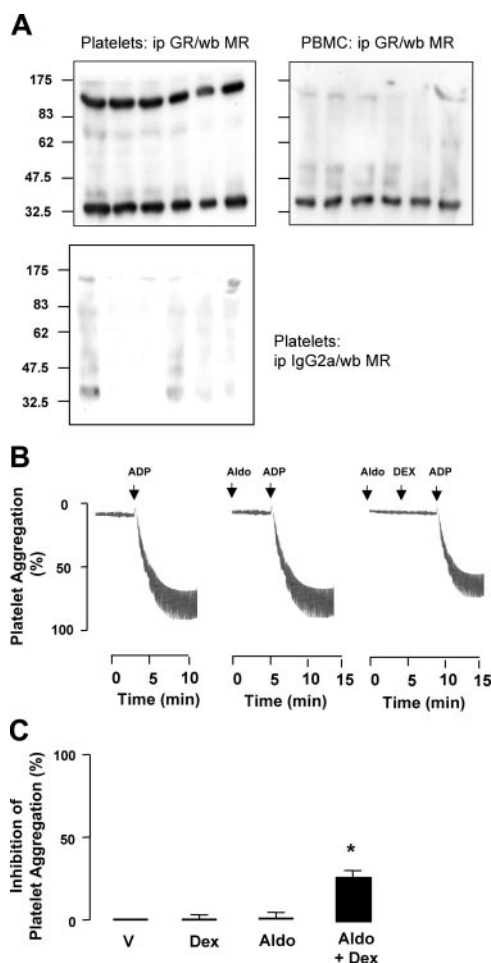 A
Platelets: ip GR/wb MR
175
83
62
47.5
32.5
PBMC: ip GR/wb MR
175
83
62
47.5
32.5
Platelets:
ip IgG2a/wb MR
B
Platelet Aggregation
(%)
0
50
100
ADP
Aldo ADP
Aldo DEX ADP
0 5 10
Time (min)
0 5 10 15
Time (min)
0 5 10 15
Time (min)
C
Inhibition of
Platelet Aggregation (%)
100
50
0
*
V
Dex
Aldo
Aldo
+ Dex